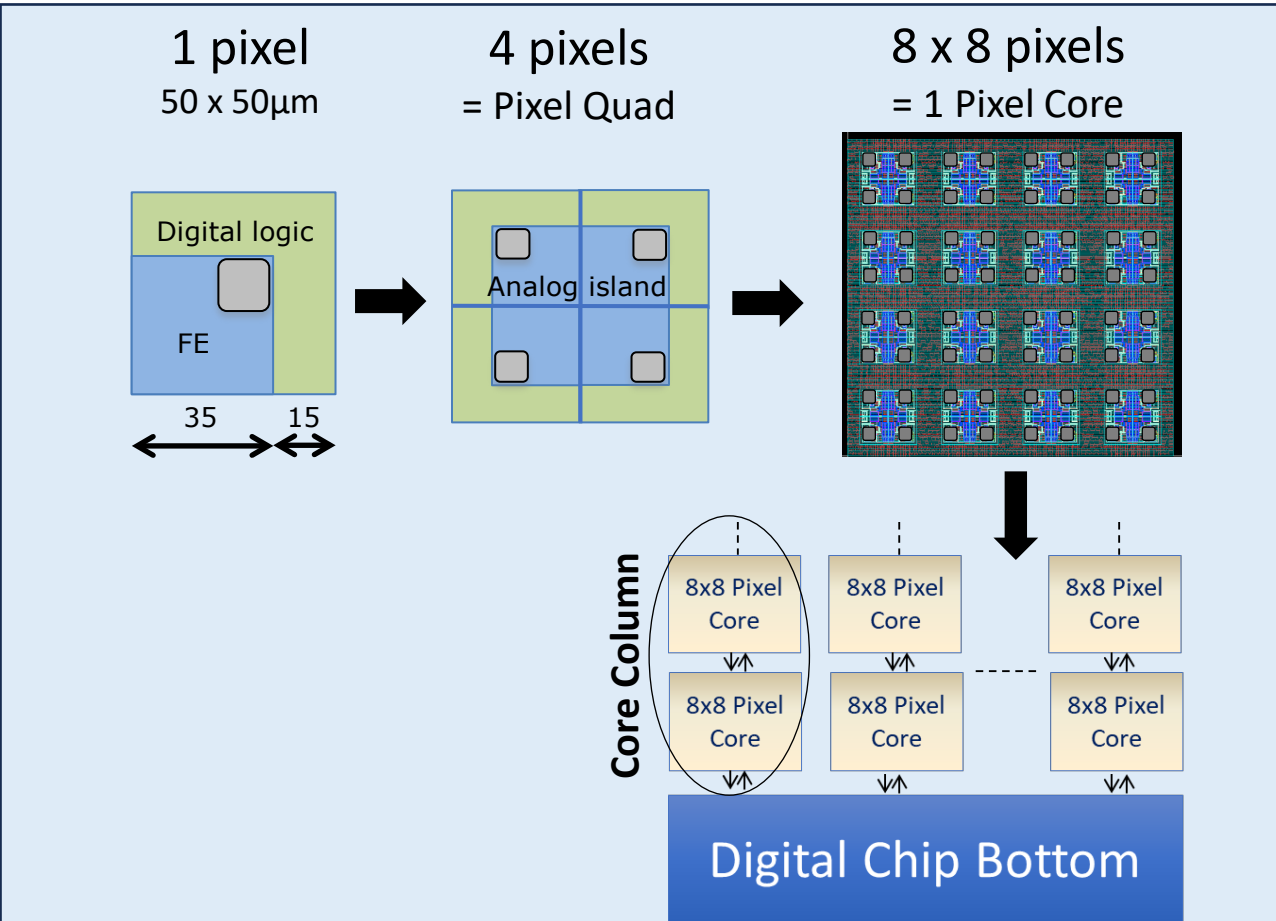 1 pixel
50 x 50μm
4 pixels
= Pixel Quad
8 x 8 pixels
= 1 Pixel Core
Digital logic
FE
35
15
Analog island
Core Column
8x8 Pixel
Core
8x8 Pixel
Core
8x8 Pixel
Core
8x8 Pixel
Core
8x8 Pixel
Core
8x8 Pixel
Core
Digital Chip Bottom